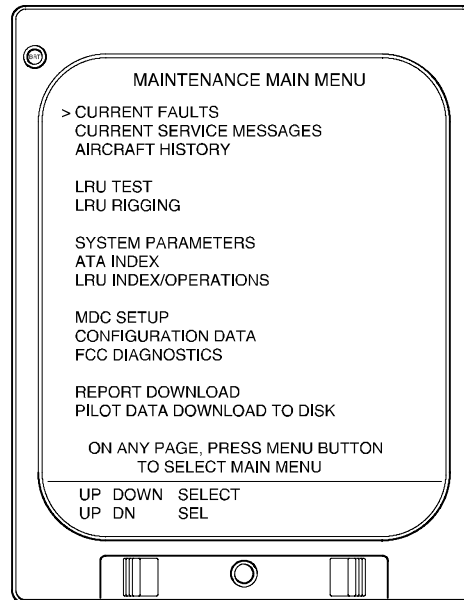 BRT
MAINTENANCE MAIN MENU
> CURRENT FAULTS
CURRENT SERVICE MESSAGES
AIRCRAFT HISTORY
LRU TEST
LRU RIGGING
SYSTEM PARAMETERS
ATA INDEX
LRU INDEX/OPERATIONS
MDC SETUP
CONFIGURATION DATA
FCC DIAGNOSTICS
REPORT DOWNLOAD
PILOT DATA DOWNLOAD TO DISK
ON ANY PAGE, PRESS MENU BUTTON
TO SELECT MAIN MENU
UP DOWN SELECT
UP DN SEL